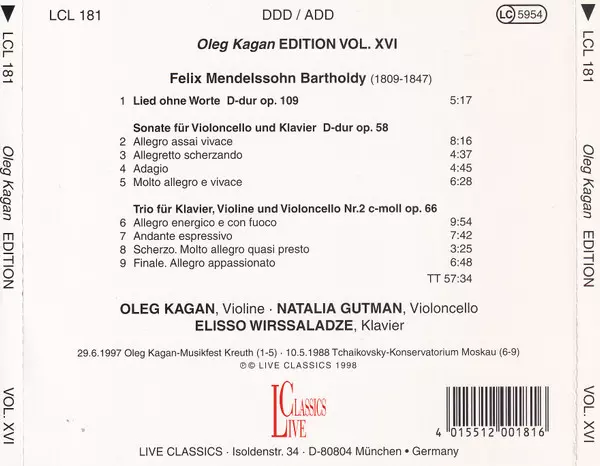 LCL 181
DDD / ADD
LC 5954
Oleg Kagan EDITION VOL. XVI
Felix Mendelssohn Bartholdy (1809-1847)
1 Lied ohne Worte D-dur op. 109 5:17
Sonate für Violoncello und Klavier D-dur op. 58
2 Allegro assai vivace 8:16
3 Allegretto scherzando 4:37
4 Adagio 4:45
5 Molto allegro e vivace 6:28
Trio für Klavier, Violine und Violoncello Nr.2 c-moll op. 66
6 Allegro energico e con fuoco 9:54
7 Andante espressivo 7:42
8 Scherzo. Molto allegro quasi presto 3:25
9 Finale. Allegro appassionato 6:48
TT 57:34
OLEG KAGAN, Violine · NATALIA GUTMAN, Violoncello
ELISSO WIRSSALADZE, Klavier
29.6.1997 Oleg Kagan-Musikfest Kreuth (1-5) · 10.5.1988 Tchaikovsky-Konservatorium Moskau (6-9)
℗© LIVE CLASSICS 1998
CLASSICS
LIVE
4 015512 001816
LIVE CLASSICS · Isoldenstr. 34 · D-80804 München • Germany
LCL 181 Oleg Kagan EDITION VOL. XVI
LCL 181 Oleg Kagan EDITION VOL. XVI